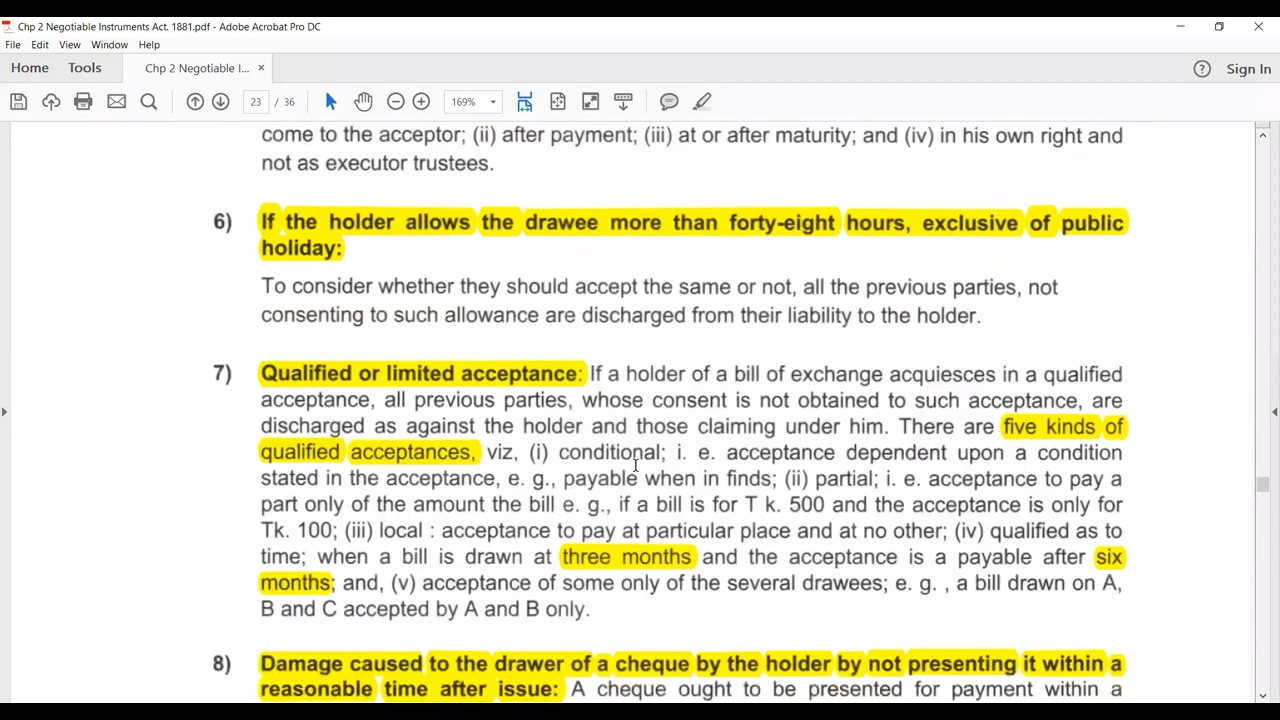 Chp 2 Negotiable Instruments Act. 1881.pdf - Adobe Acrobat Pro DC
File Edit View Window Help
Home Tools Chp 2 Negotiable I... × ? Sign In
23 / 36 169%
come to the acceptor; (ii) after payment; (iii) at or after maturity; and (iv) in his own right and
not as executor trustees.
6) If the holder allows the drawee more than forty-eight hours, exclusive of public
holiday:
To consider whether they should accept the same or not, all the previous parties, not
consenting to such allowance are discharged from their liability to the holder.
7) Qualified or limited acceptance: If a holder of a bill of exchange acquiesces in a qualified
acceptance, all previous parties, whose consent is not obtained to such acceptance, are
discharged as against the holder and those claiming under him. There are five kinds of
qualified acceptances, viz, (i) conditional; i. e. acceptance dependent upon a condition
stated in the acceptance, e. g., payable when in finds; (ii) partial; i. e. acceptance to pay a
part only of the amount the bill e. g., if a bill is for T k. 500 and the acceptance is only for
Tk. 100; (iii) local : acceptance to pay at particular place and at no other; (iv) qualified as to
time; when a bill is drawn at three months and the acceptance is a payable after six
months; and, (v) acceptance of some only of the several drawees; e. g. , a bill drawn on A,
B and C accepted by A and B only.
8) Damage caused to the drawer of a cheque by the holder by not presenting it within a
reasonable time after issue: A cheque ought to be presented for payment within a